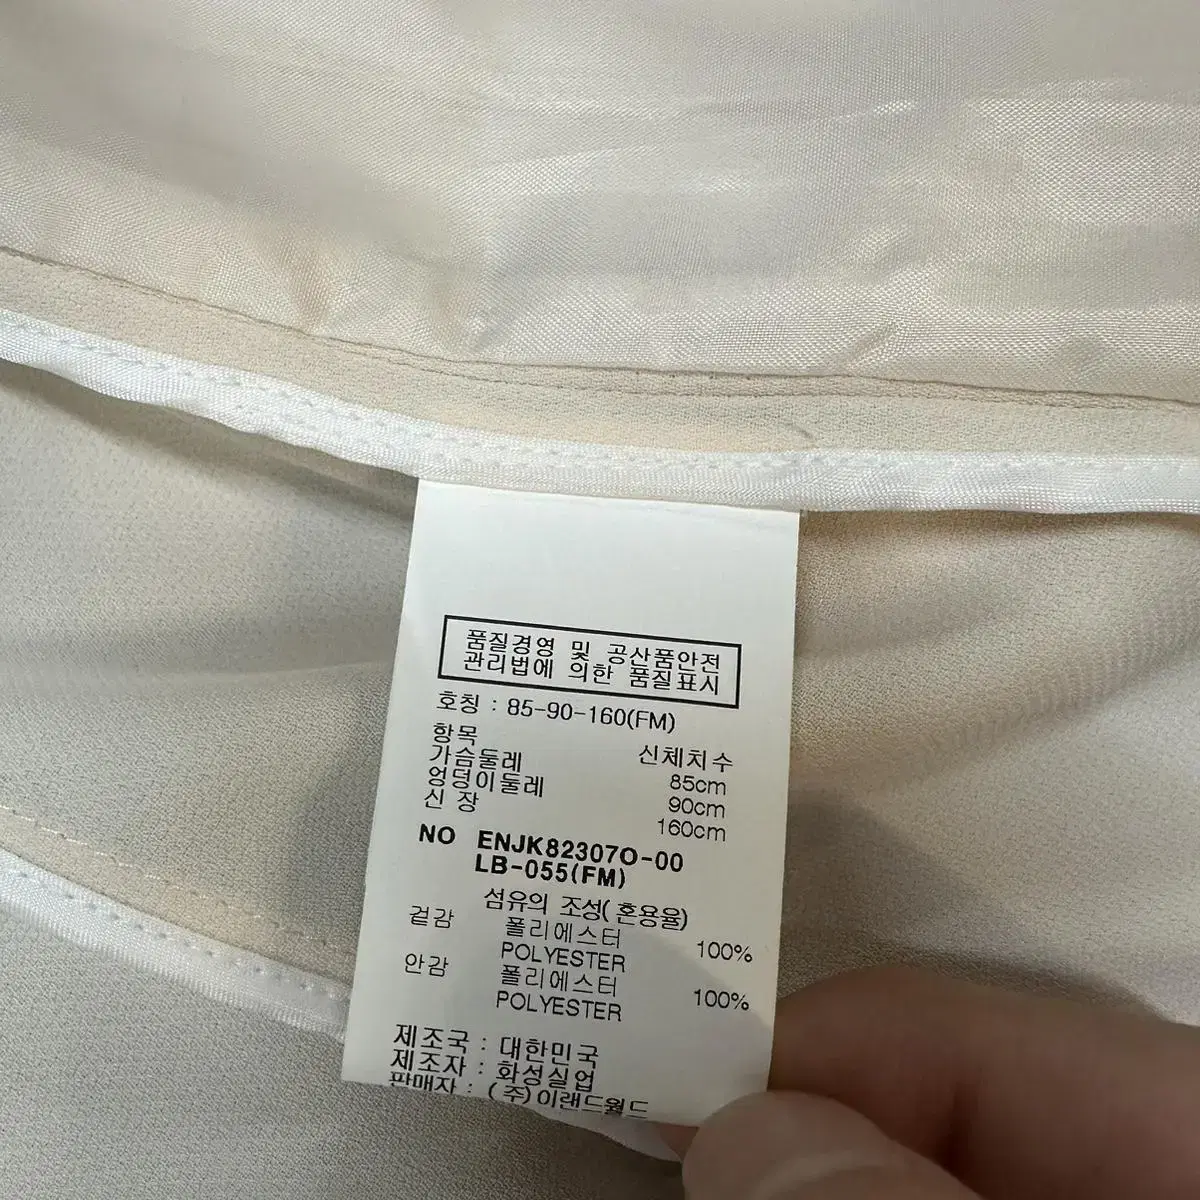 품질경영 및 공산품안전
관리법에 의한 품질표시
호칭 : 85-90-160(FM)
항목 신체치수
가슴둘레 85cm
엉덩이둘레 90cm
신 장 160cm
NO ENJK82307O-00
LB-055(FM)
섬유의 조성(혼용율)
겉감 폴리에스터 100%
POLYESTER
안감 폴리에스터 100%
POLYESTER
제조국 : 대한민국
제조자 : 화성실업
판매자 : (주)이랜드월드